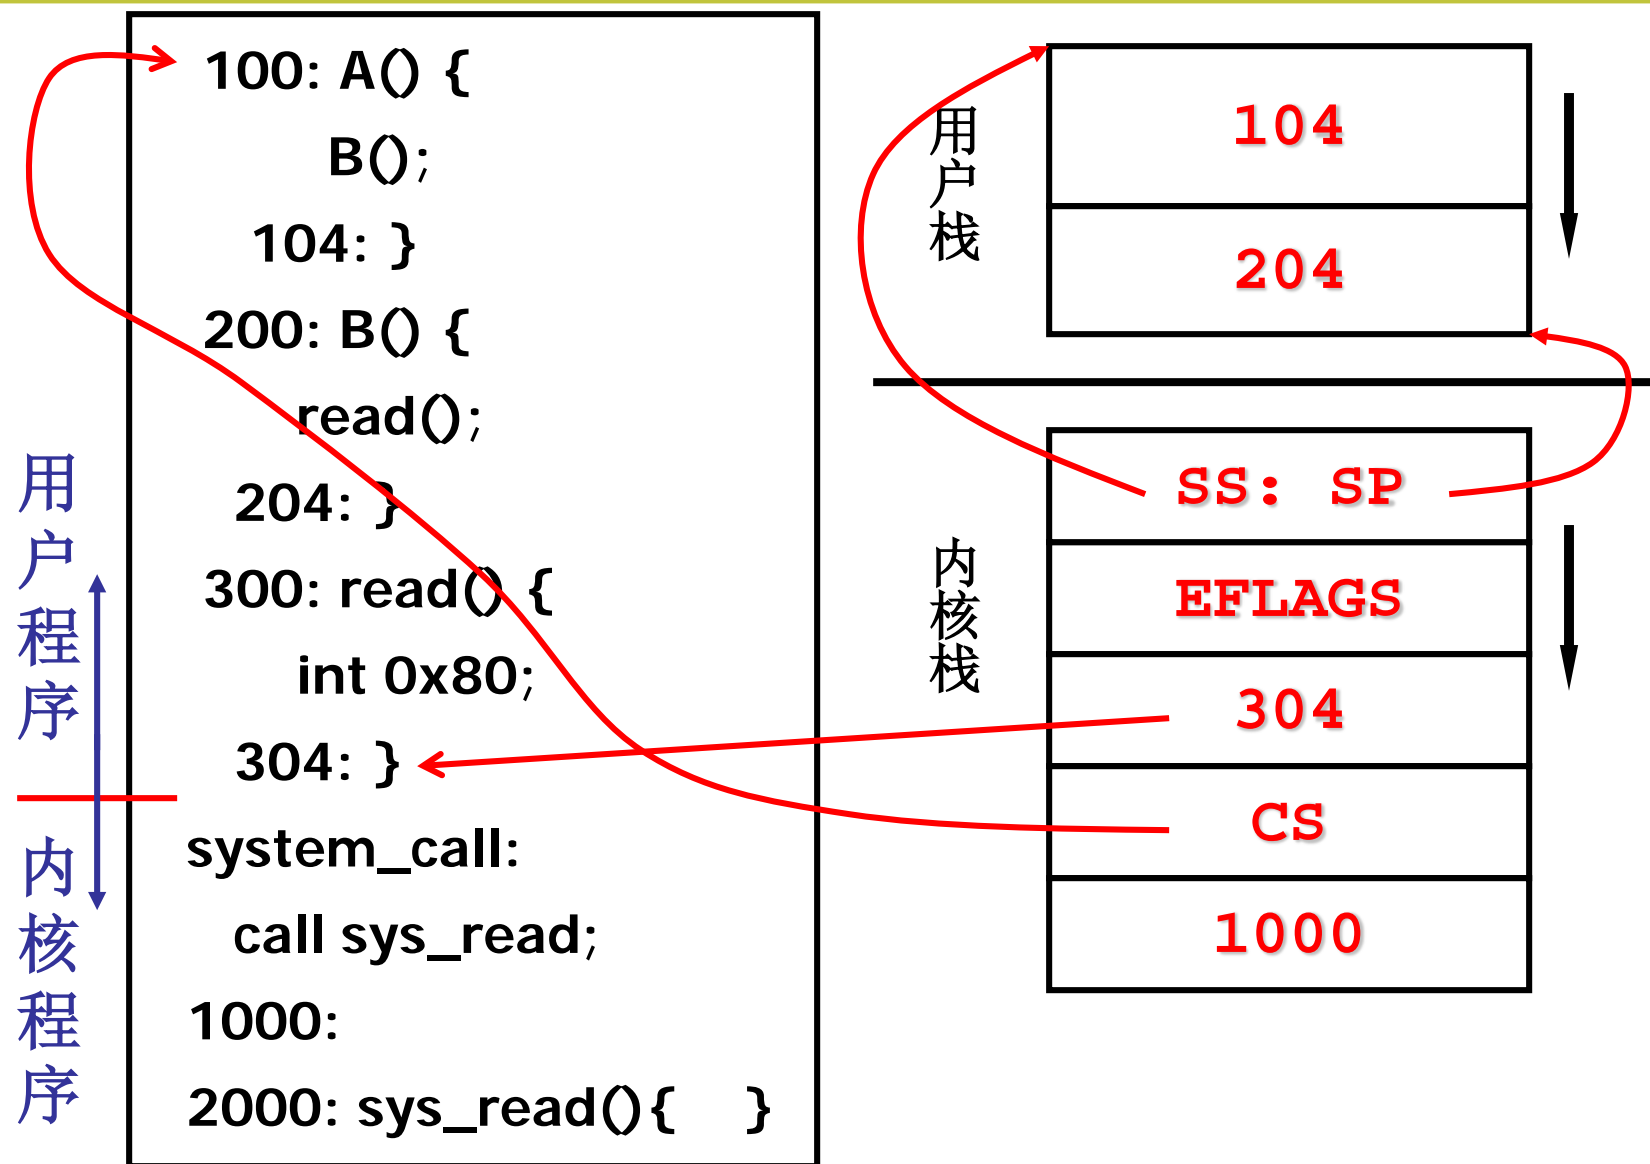 100: A() {
B();
104: }
200: B() {
read();
204: }
300: read() {
int 0x80;
304: }
system_call:
call sys_read;
1000:
2000: sys_read(){ }
用户程序
内核程序
用户栈
104
204
内核栈
SS: SP
EFLAGS
304
CS
1000